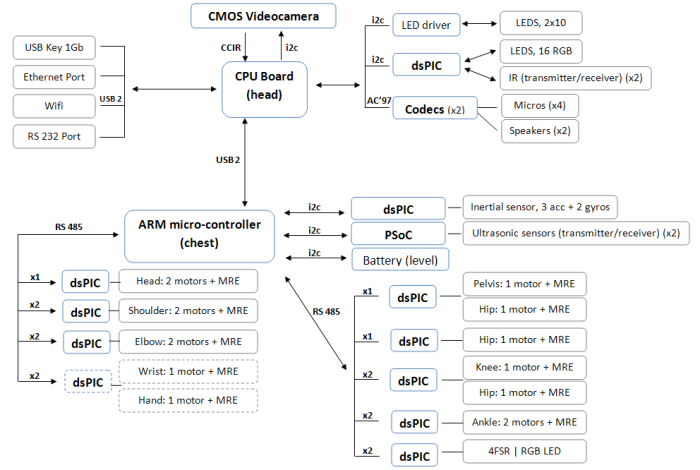 CMOS Videocamera
CCIR
i2c
CPU Board
(head)
USB Key 1Gb
Ethernet Port
Wifi
RS 232 Port
USB 2
i2c
LED driver
LEDS, 2x10
i2c
dsPIC
LEDS, 16 RGB
IR (transmitter/receiver) (x2)
AC'97
Codecs (x2)
Micros (x4)
Speakers (x2)
USB 2
ARM micro-controller
(chest)
i2c
dsPIC
Inertial sensor, 3 acc + 2 gyros
i2c
PSoC
Ultrasonic sensors (transmitter/receiver) (x2)
i2c
Battery (level)
RS 485
x1
dsPIC
Head: 2 motors + MRE
x2
dsPIC
Shoulder: 2 motors + MRE
x2
dsPIC
Elbow: 2 motors + MRE
x2
dsPIC
Wrist: 1 motor + MRE
Hand: 1 motor + MRE
RS 485
x1
dsPIC
Pelvis: 1 motor + MRE
Hip: 1 motor + MRE
x1
dsPIC
Hip: 1 motor + MRE
x2
dsPIC
Knee: 1 motor + MRE
Hip: 1 motor + MRE
x2
dsPIC
Ankle: 2 motors + MRE
x2
dsPIC
4FSR | RGB LED